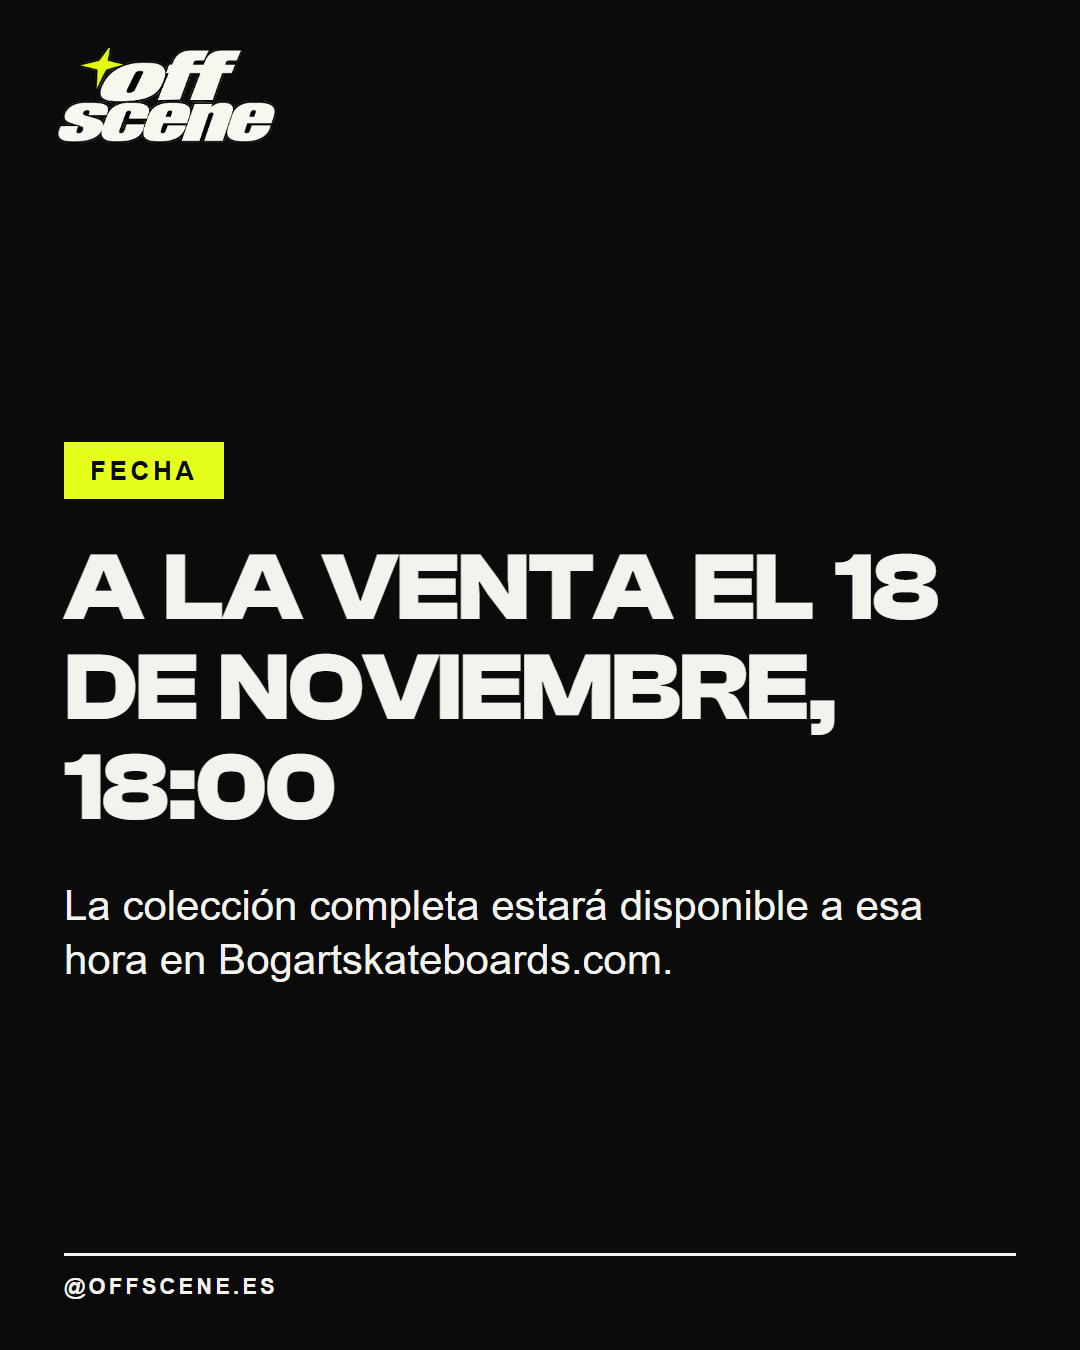 off
scene
FECHA
A LA VENTA EL 18
DE NOVIEMBRE,
18:00
La colección completa estará disponible a esa
hora en Bogartskateboards.com.
@OFFSCENE.ES